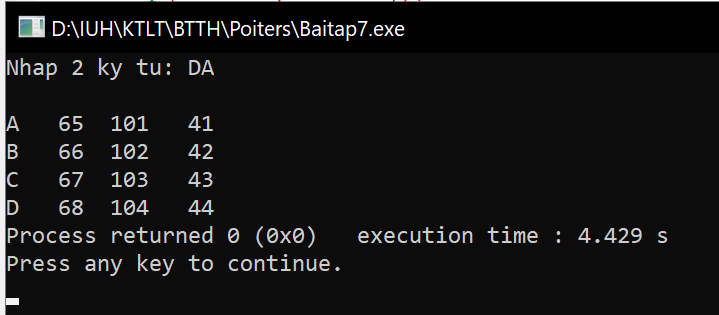 D:\IUH\KTLT\BTTH\Poiters\Baitap7.exe
Nhap 2 ky tu: DA
A   65  101   41
B   66  102   42
C   67  103   43
D   68  104   44
Process returned 0 (0x0)   execution time : 4.429 s
Press any key to continue.